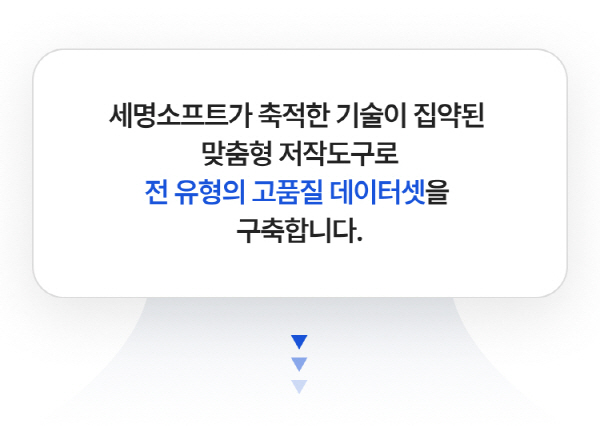 세명소프트가 축적한 기술이 집약된
맞춤형 저작도구로
전 유형의 고품질 데이터셋을
구축합니다.